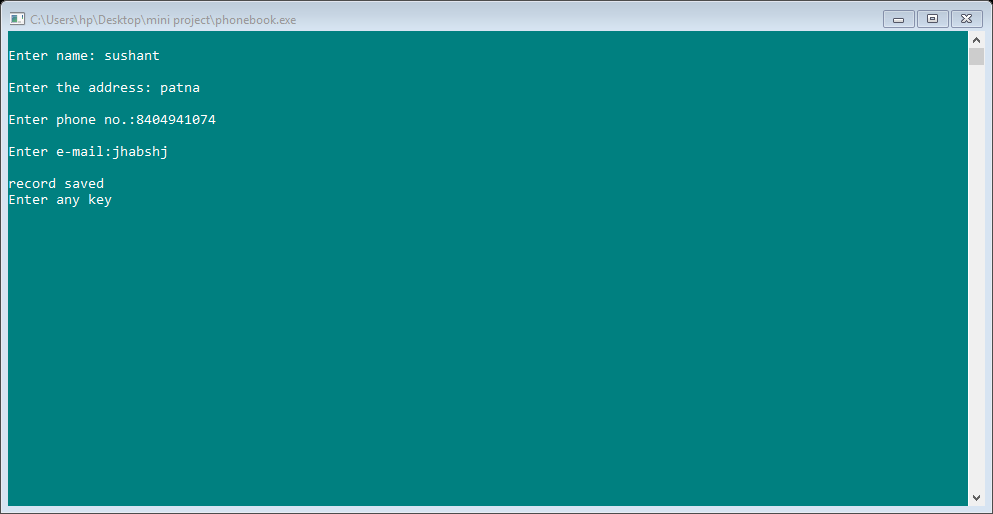 C:\Users\hp\Desktop\mini project\phonebook.exe
Enter name: sushant
Enter the address: patna
Enter phone no.:8404941074
Enter e-mail:jhabshj
record saved
Enter any key